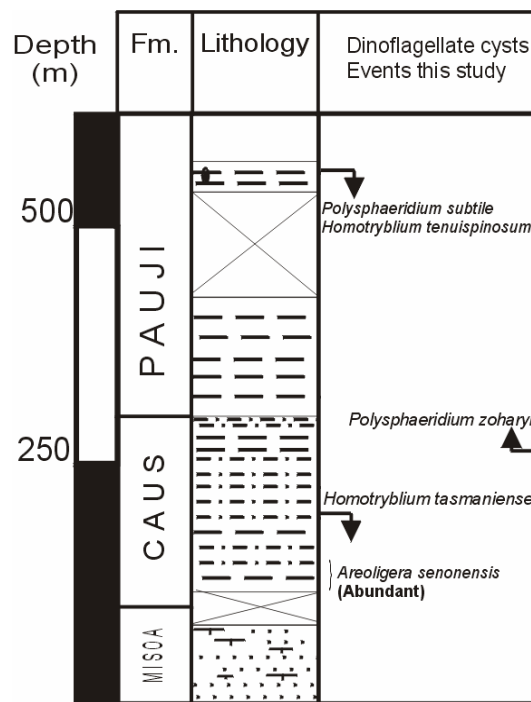 Depth
(m)
Fm.
Lithology
Dinoflagellate cysts
Events this study
500
250
PAUJI
CAUS
MISOA
Polysphaeridium subtile
Homotryblium tenuispinosum
Polysphaeridium zoharyi
Homotryblium tasmaniense
Areoligera senonensis
(Abundant)